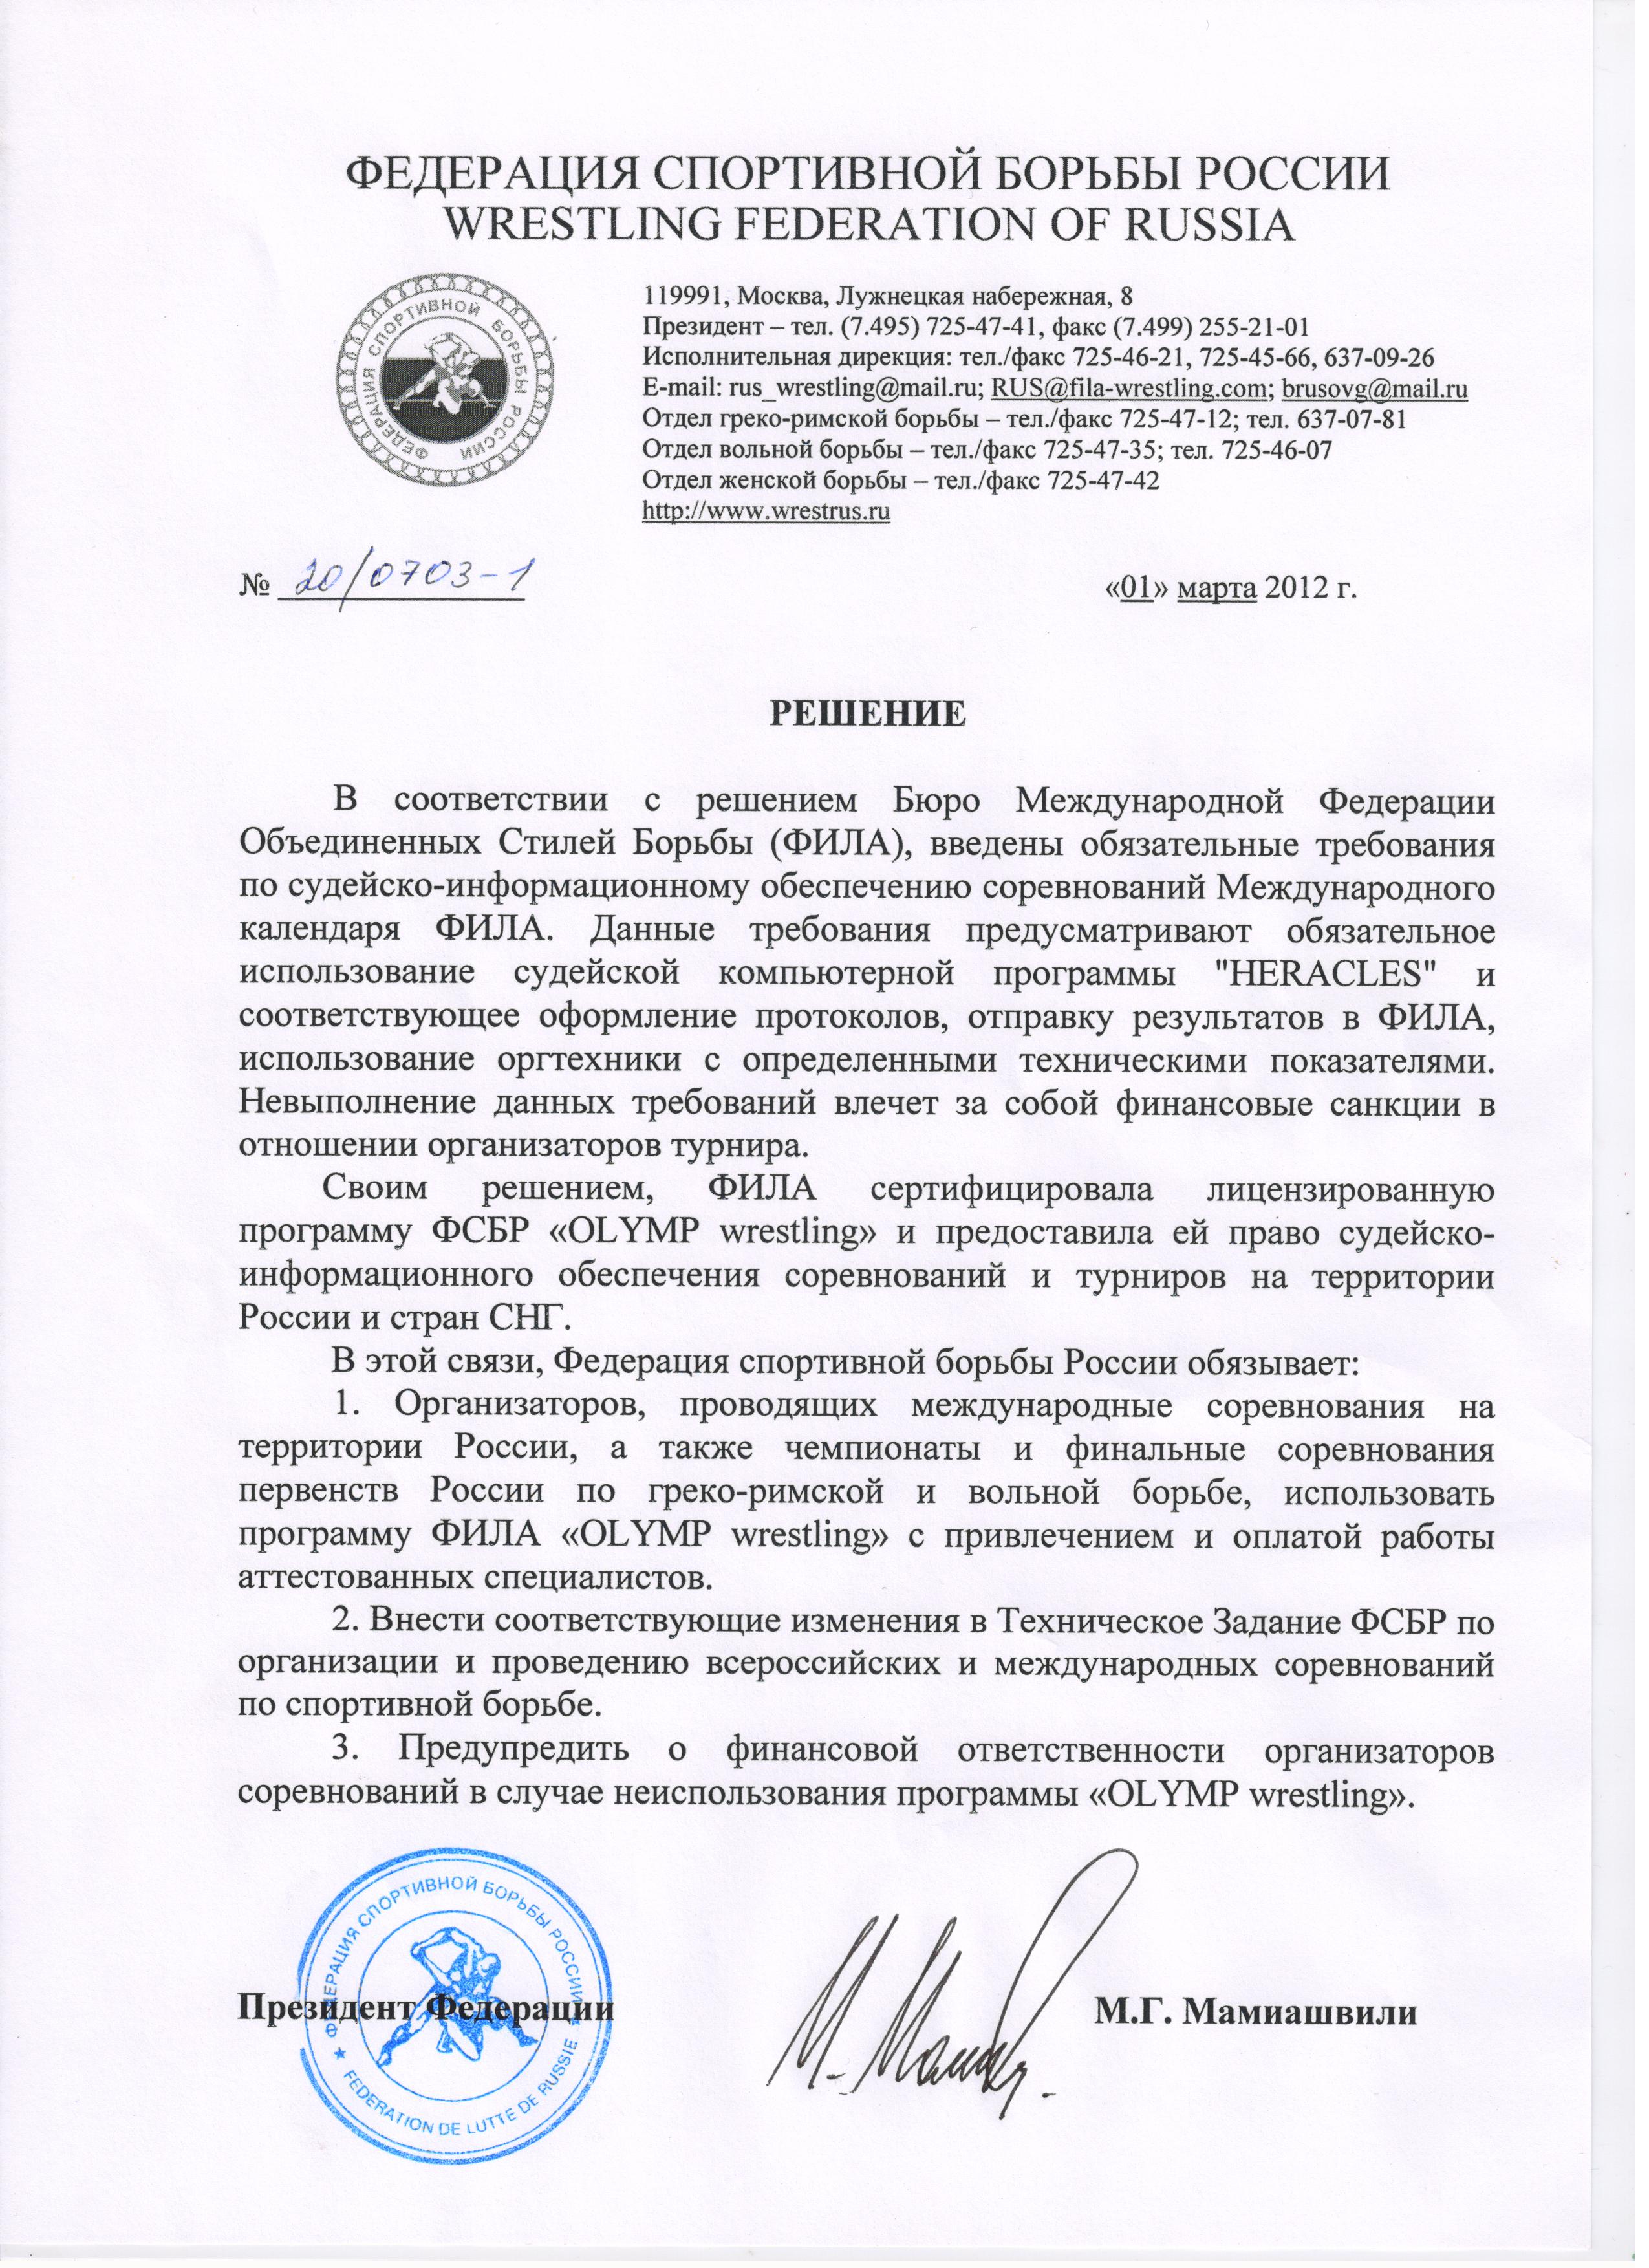 ФЕДЕРАЦИЯ СПОРТИВНОЙ БОРЬБЫ РОССИИ
WRESTLING FEDERATION OF RUSSIA
ФЕДЕРАЦИЯ СПОРТИВНОЙ БОРЬБЫ РОССИИ
119991, Москва, Лужнецкая набережная, 8
Президент – тел. (7.495) 725-47-41, факс (7.499) 255-21-01
Исполнительная дирекция: тел./факс 725-46-21, 725-45-66, 637-09-26
E-mail: rus_wrestling@mail.ru; RUS@fila-wrestling.com; brusovg@mail.ru
Отдел греко-римской борьбы – тел./факс 725-47-12; тел. 637-07-81
Отдел вольной борьбы – тел./факс 725-47-35; тел. 725-46-07
Отдел женской борьбы – тел./факс 725-47-42
http://www.wrestrus.ru
№ 20/0703-1 «01» марта 2012 г.
РЕШЕНИЕ
В соответствии с решением Бюро Международной Федерации
Объединенных Стилей Борьбы (ФИЛА), введены обязательные требования
по судейско-информационному обеспечению соревнований Международного
календаря ФИЛА. Данные требования предусматривают обязательное
использование судейской компьютерной программы "HERACLES" и
соответствующее оформление протоколов, отправку результатов в ФИЛА,
использование оргтехники с определенными техническими показателями.
Невыполнение данных требований влечет за собой финансовые санкции в
отношении организаторов турнира.
Своим решением, ФИЛА сертифицировала лицензированную
программу ФСБР «OLYMP wrestling» и предоставила ей право судейско-
информационного обеспечения соревнований и турниров на территории
России и стран СНГ.
В этой связи, Федерация спортивной борьбы России обязывает:
1. Организаторов, проводящих международные соревнования на
территории России, а также чемпионаты и финальные соревнования
первенств России по греко-римской и вольной борьбе, использовать
программу ФИЛА «OLYMP wrestling» с привлечением и оплатой работы
аттестованных специалистов.
2. Внести соответствующие изменения в Техническое Задание ФСБР по
организации и проведению всероссийских и международных соревнований
по спортивной борьбе.
3. Предупредить о финансовой ответственности организаторов
соревнований в случае неиспользования программы «OLYMP wrestling».
ФЕДЕРАЦИЯ СПОРТИВНОЙ БОРЬБЫ РОССИИ
FEDERATION DE LUTTE DE RUSSIE
Президент Федерации М.Г. Мамиашвили